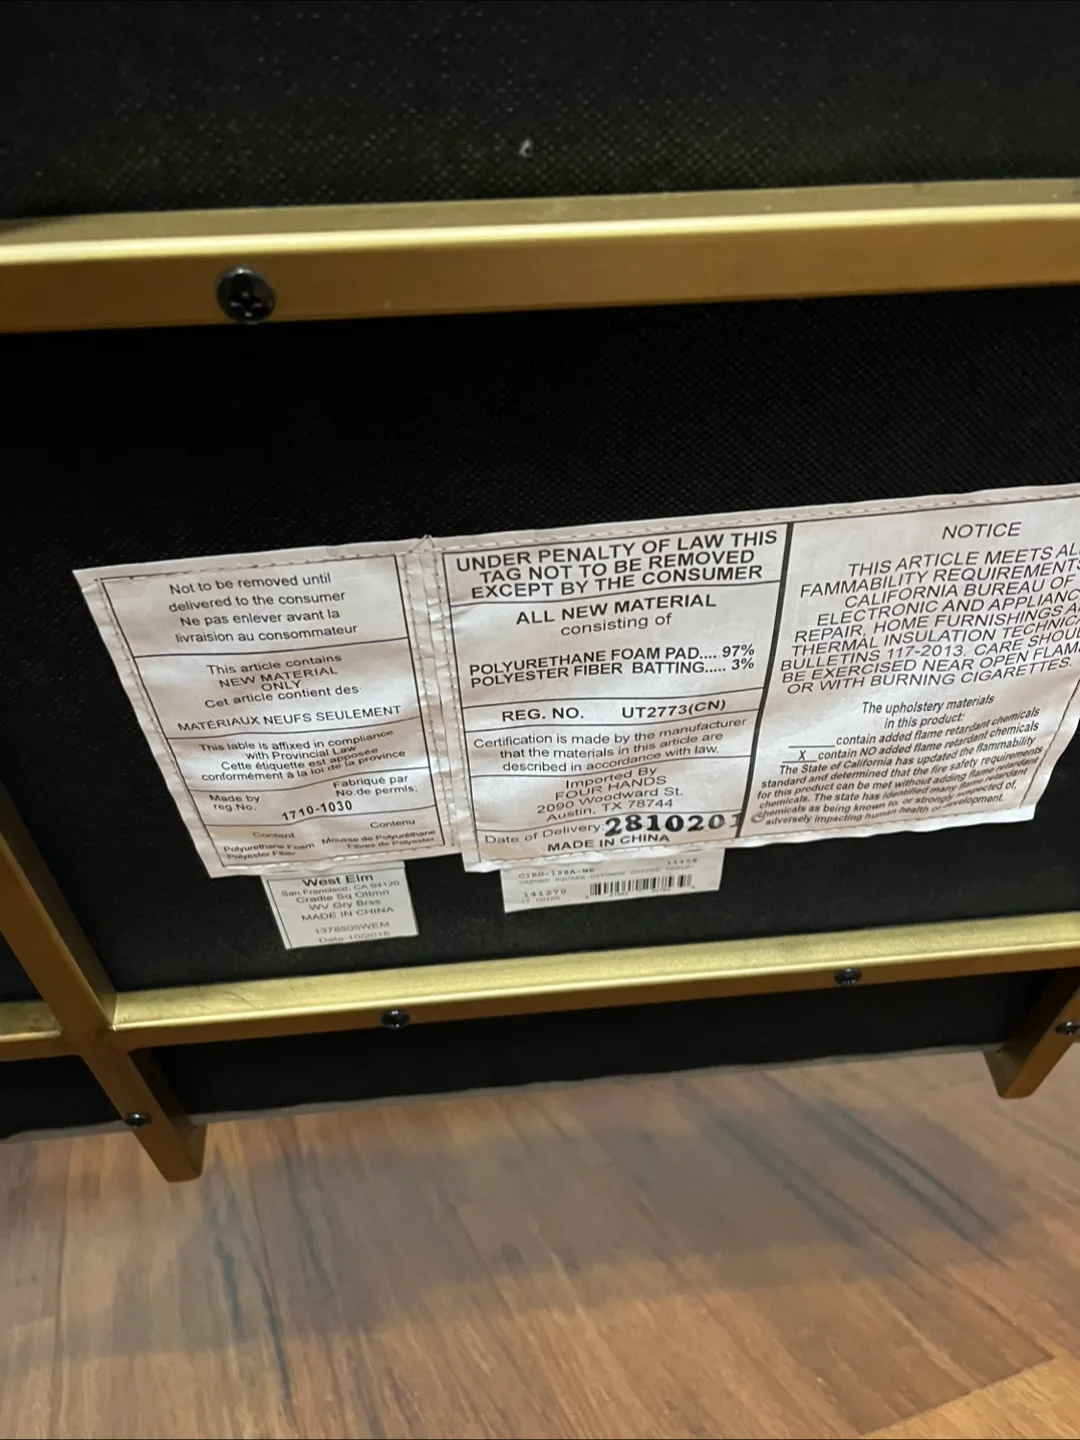 Not to be removed until
delivered to the consumer
Ne pas enlever avant la
livraison au consommateur
This article contains
NEW MATERIAL
ONLY
Cet article contient des
MATÉRIAUX NEUFS SEULEMENT
This lable is affixed in compliance
with Provincial Law
Cette étiquette est apposée
conformément à la loi de la province
Made by
reg.No.
Fabriqué par
No de permis.
1710-1030
Content
Contenu
Polyurethane Foam
Mousse de Polyuréthane
Polyester Fiber
Fibres de Polyester
UNDER PENALTY OF LAW THIS
TAG NOT TO BE REMOVED
EXCEPT BY THE CONSUMER
ALL NEW MATERIAL
consisting of
POLYURETHANE FOAM PAD.... 97%
POLYESTER FIBER BATTING..... 3%
REG. NO. UT2773(CN)
Certification is made by the manufacturer
that the materials in this article are
described in accordance with law.
Imported By
FOUR HANDS
2090 Woodward St.
Austin, TX 78744
Date of Delivery: 2810201
MADE IN CHINA
NOTICE
THIS ARTICLE MEETS AL
FAMMABILITY REQUIREMENTS
CALIFORNIA BUREAU OF
ELECTRONIC AND APPLIANC
REPAIR, HOME FURNISHINGS A
THERMAL INSULATION TECHNICA
BULLETINS 117-2013. CARE SHOUL
BE EXERCISED NEAR OPEN FLAM
OR WITH BURNING CIGARETTES.
The upholstery materials
in this product:
contain added flame retardant chemicals
X contain NO added flame retardant chemicals
The State of California has updated the flammability
standard and determined that the fire safety requirements
for this product can be met without adding flame retardant
chemicals. The state has identified many flame retardant
chemicals as being known to, or strongly suspected of,
adversely impacting human health or development.
West Elm
San Francisco, CA 94120
Cradle Sq Ottmn
WV Gry Brss
MADE IN CHINA
1376505WEM
Date:10/2016
141270